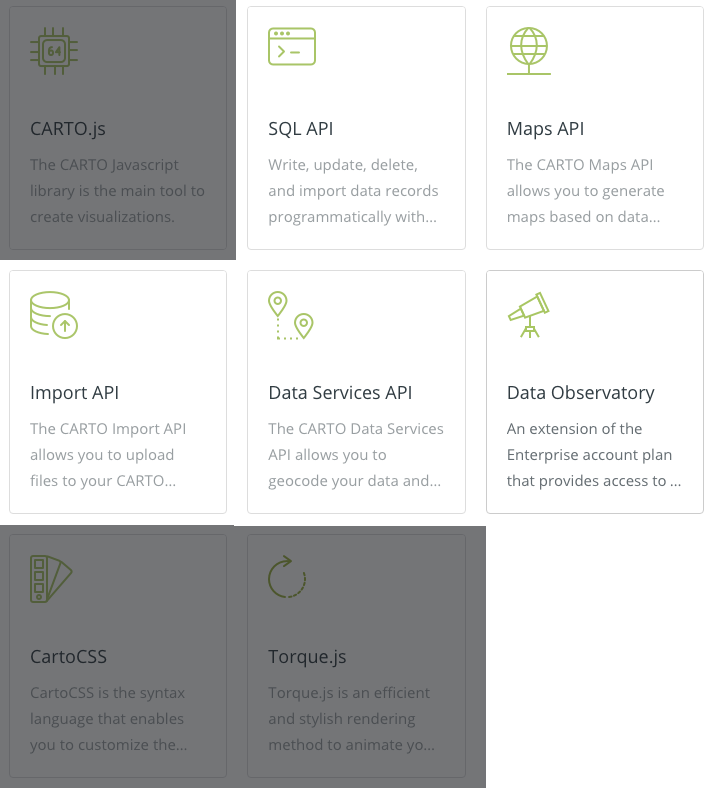 64
CARTO.js
The CARTO Javascript
library is the main tool to
create visualizations.
SQL API
Write, update, delete,
and import data records
programmatically with...
Maps API
The CARTO Maps API
allows you to generate
maps based on data...
Import API
The CARTO Import API
allows you to upload
files to your CARTO...
Data Services API
The CARTO Data Services
API allows you to
geocode your data and...
Data Observatory
An extension of the
Enterprise account plan
that provides access to ...
CartoCSS
CartoCSS is the syntax
language that enables
you to customize the...
Torque.js
Torque.js is an efficient
and stylish rendering
method to animate yo...